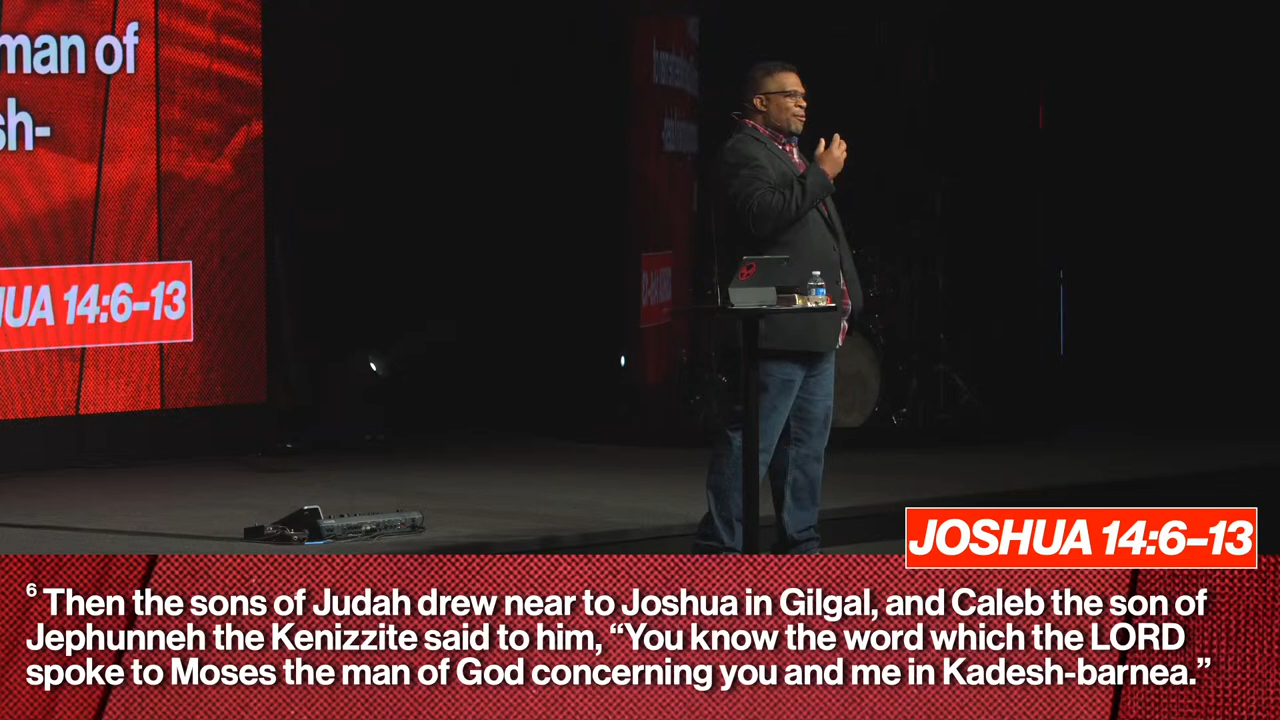 man of
sh-
JUA 14:6–13
JOSHUA 14:6–13
6 Then the sons of Judah drew near to Joshua in Gilgal, and Caleb the son of
Jephunneh the Kenizzite said to him, “You know the word which the LORD
spoke to Moses the man of God concerning you and me in Kadesh-barnea.”